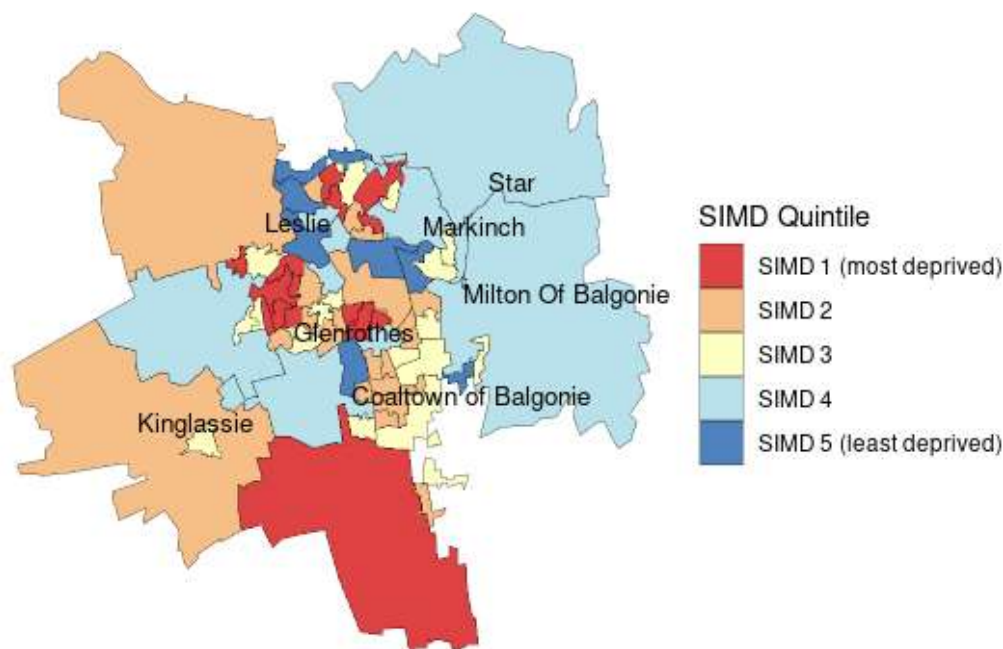 Star
Leslie
Markinch
Milton Of Balgonie
Glenrothes
Coaltown of Balgonie
Kinglassie
SIMD Quintile
SIMD 1 (most deprived)
SIMD 2
SIMD 3
SIMD 4
SIMD 5 (least deprived)